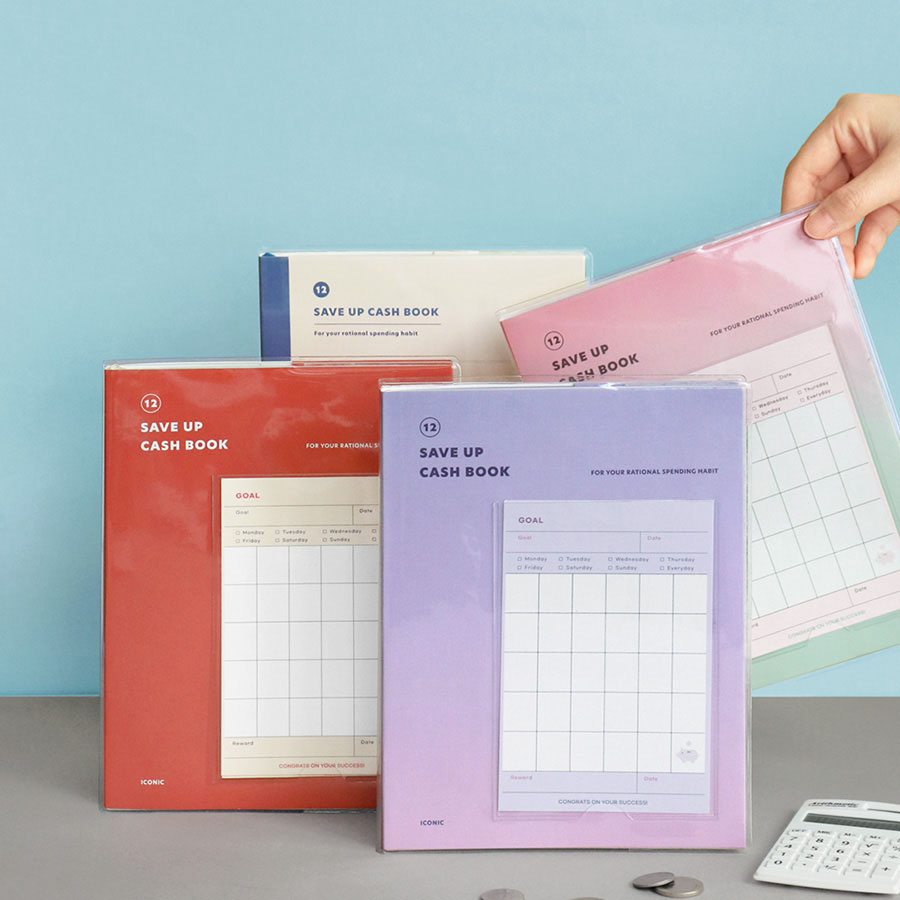 12
SAVE UP CASH BOOK
For your rational spending habit
12
SAVE UP
CASH BOOK
FOR YOUR RATIONAL SPENDING HABIT
Date
Wednesday Thursday
Sunday Everyday
Date
CONGRATS ON YOUR SUCCESS!
12
SAVE UP
CASH BOOK
FOR YOUR RATIONAL
GOAL
Goal Date
Monday Tuesday Wednesday
Friday Saturday Sunday
Reward Date
CONGRATS ON YOUR SUCCESS!
ICONIC
12
SAVE UP
CASH BOOK
FOR YOUR RATIONAL SPENDING HABIT
GOAL
Goal Date
Monday Tuesday Wednesday Thursday
Friday Saturday Sunday Everyday
Reward Date
CONGRATS ON YOUR SUCCESS!
ICONIC